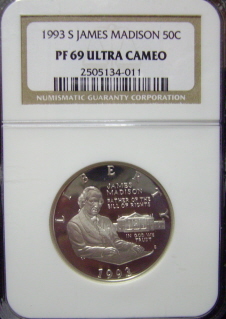 1993 S JAMES MADISON 50C
PF 69 ULTRA CAMEO
2505134-011
NUMISMATIC GUARANTY CORPORATION
LIBERTY
JAMES
MADISON
FATHER OF THE
BILL OF RIGHTS
IN GOD WE
TRUST
1993